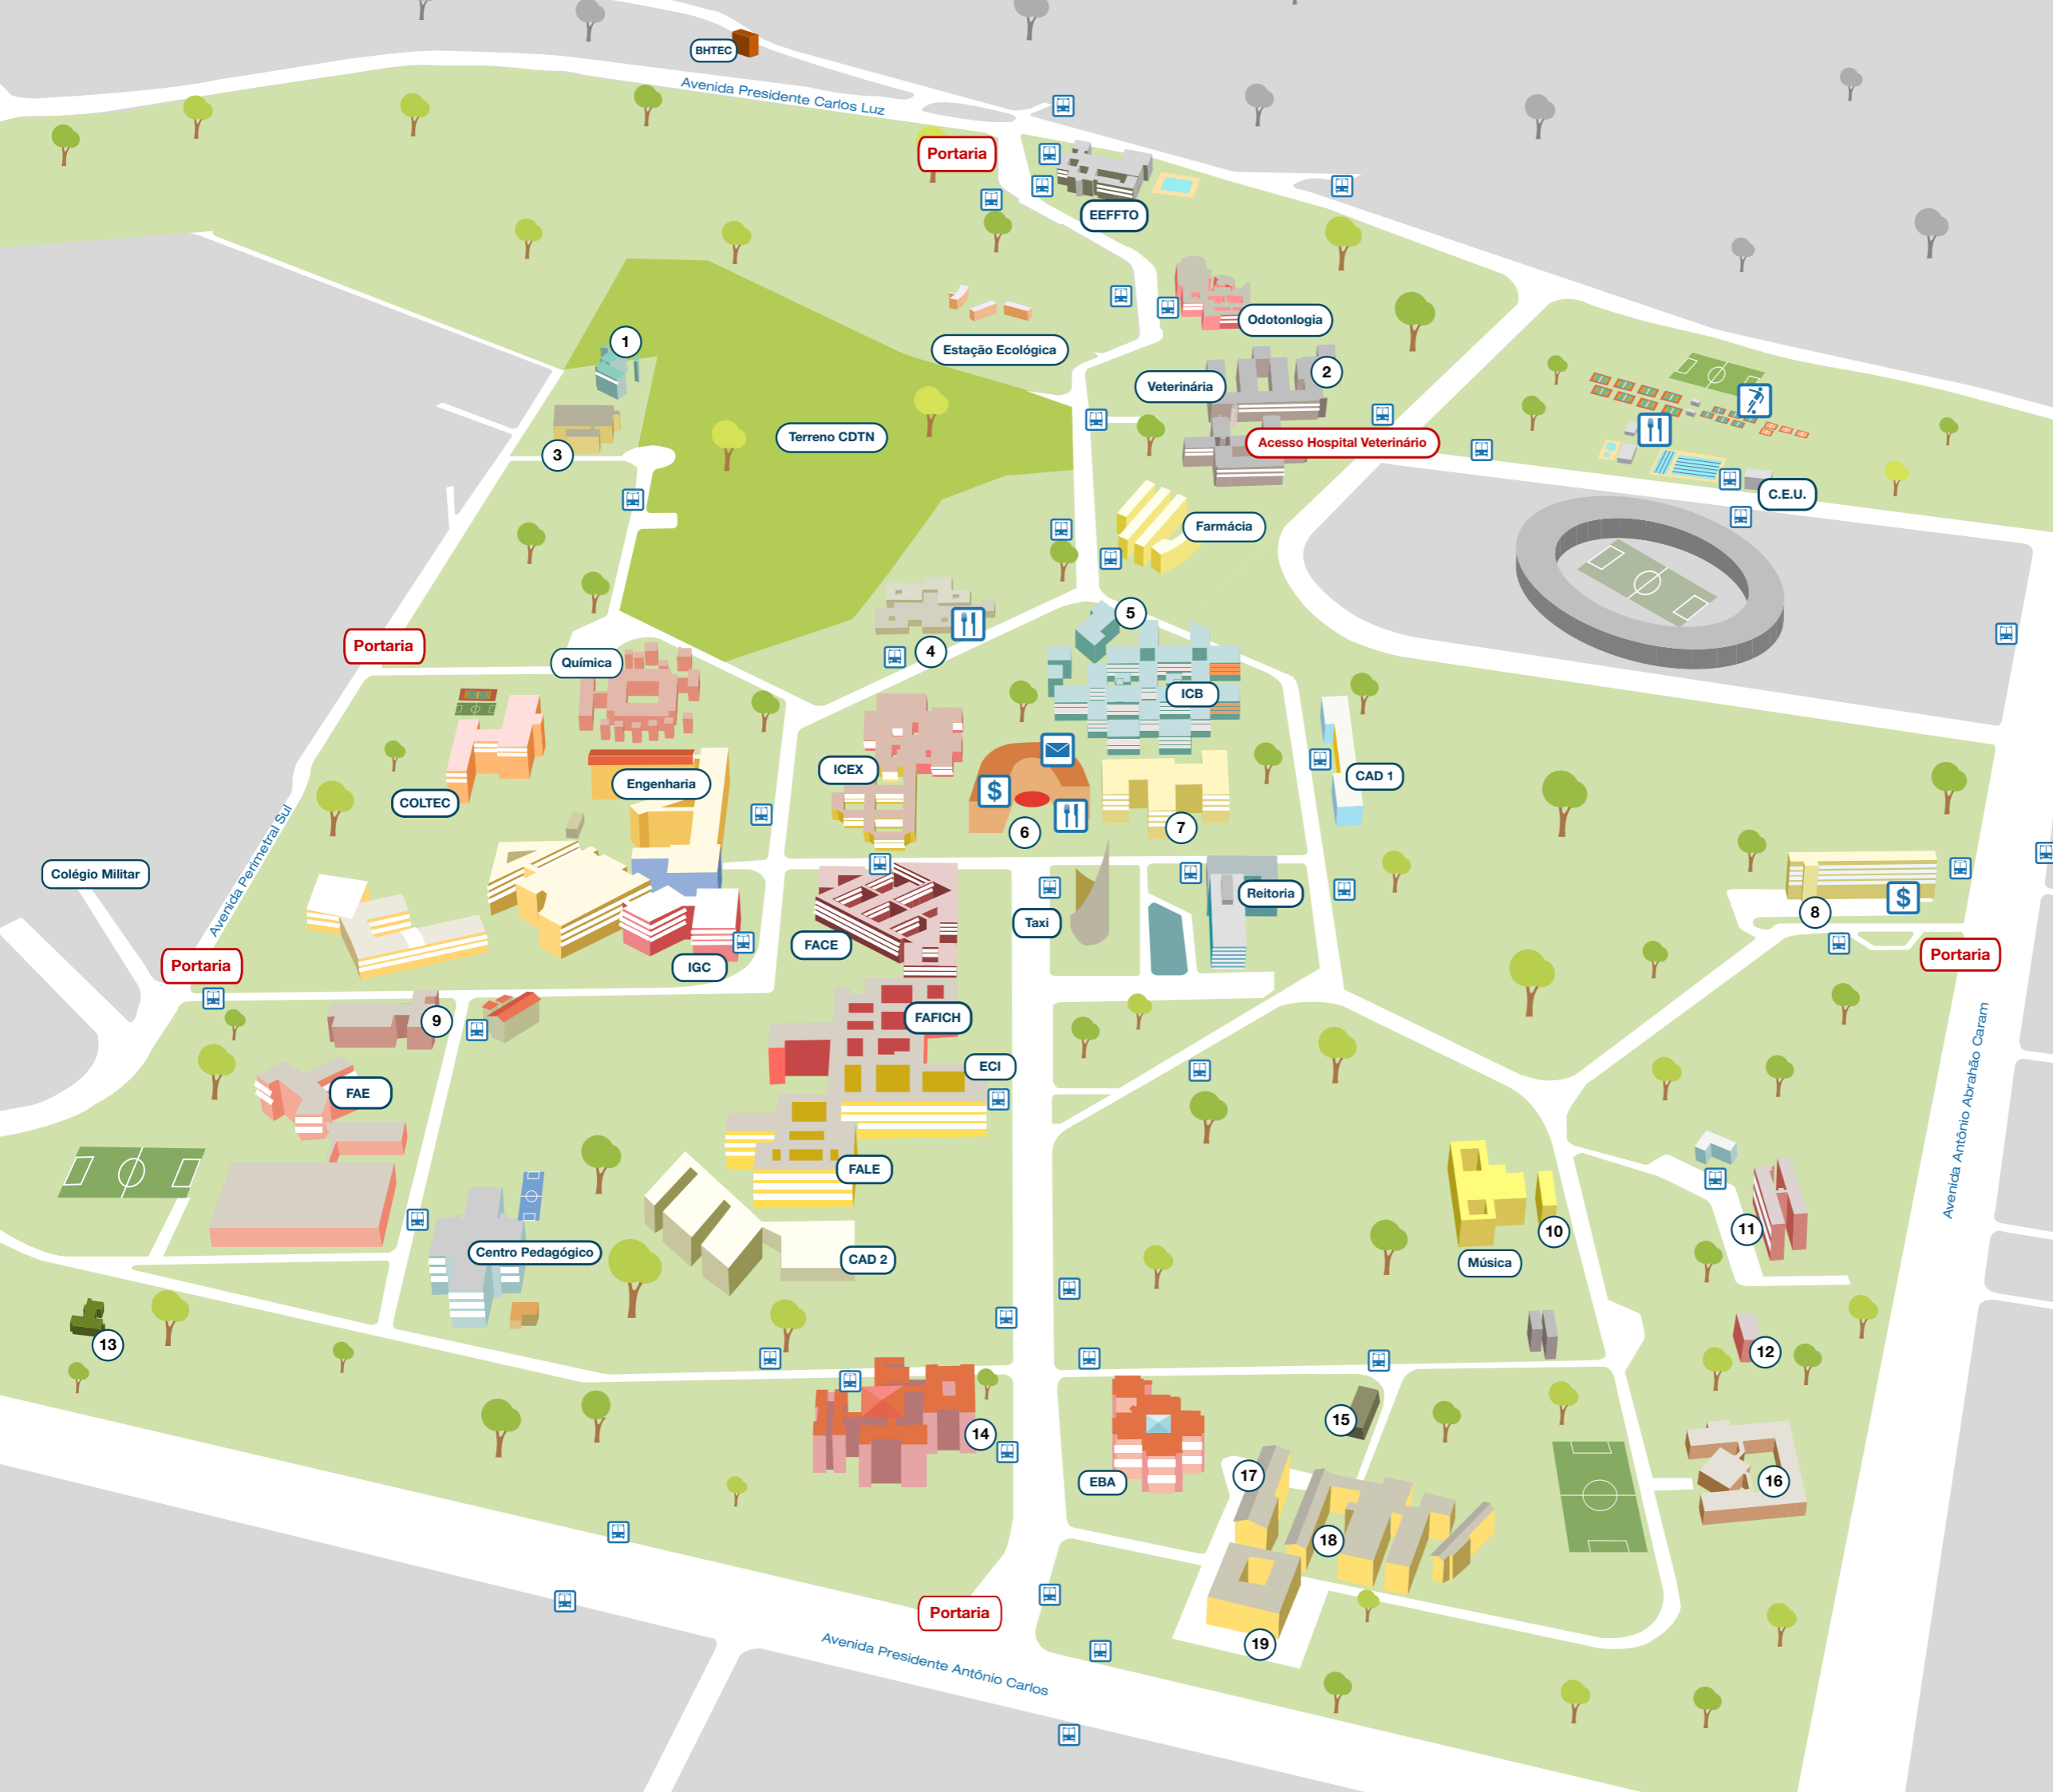 BHTEC
Avenida Presidente Carlos Luz
Portaria
EEFFTO
Odotonlogia
Estação Ecológica
1
Veterinária
2
Terreno CDTN
Acesso Hospital Veterinário
3
C.E.U.
Farmácia
5
Portaria
4
Química
ICB
ICEX
CAD 1
Engenharia
COLTEC
$
6
7
Avenida Perimetral Sul
Colégio Militar
Reitoria
$
8
Taxi
FACE
Portaria
IGC
Portaria
9
FAFICH
ECI
FAE
Avenida Antônio Abrahão Caram
FALE
11
10
Centro Pedagógico
CAD 2
Música
13
12
14
15
17
EBA
16
18
Portaria
19
Avenida Presidente Antônio Carlos